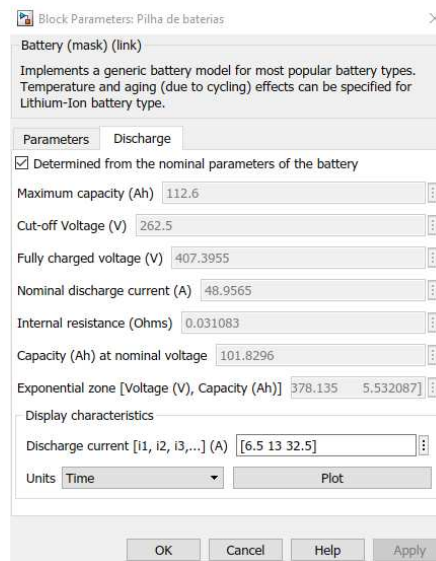 Block Parameters: Pilha de baterias
Battery (mask) (link)
Implements a generic battery model for most popular battery types.
Temperature and aging (due to cycling) effects can be specified for
Lithium-Ion battery type.
Parameters Discharge
Determined from the nominal parameters of the battery
Maximum capacity (Ah) 112.6
Cut-off Voltage (V) 262.5
Fully charged voltage (V) 407.3955
Nominal discharge current (A) 48.9565
Internal resistance (Ohms) 0.031083
Capacity (Ah) at nominal voltage 101.8296
Exponential zone [Voltage (V), Capacity (Ah)] 378.135 5.532087]
Display characteristics
Discharge current [i1, i2, i3,...] (A) [6.5 13 32.5]
Units Time Plot
OK Cancel Help Apply